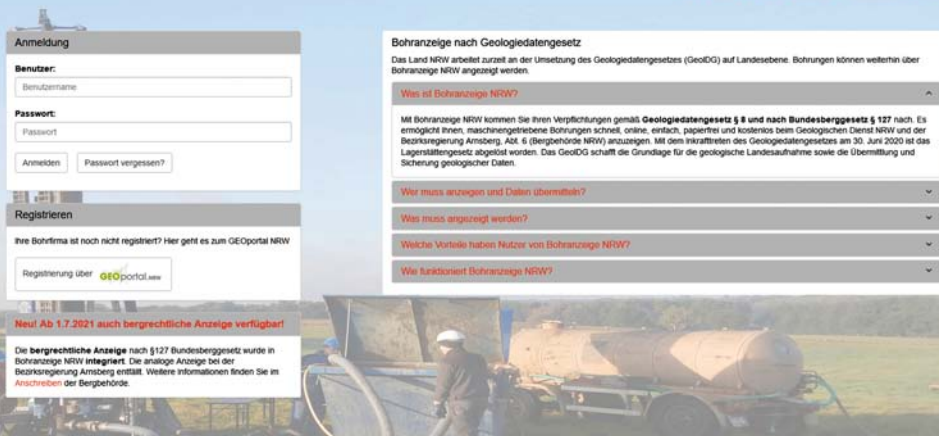 Anmeldung
Benutzer:
Benutzername
Passwort:
Passwort
Anmelden
Passwort vergessen?
Registrieren
Ihre Bohrfirma ist noch nicht registriert? Hier geht es zum GEOportal NRW
Registrierung über GEOportal.NRW
Neu! Ab 1.7.2021 auch bergrechtliche Anzeige verfügbar!
Die bergrechtliche Anzeige nach §127 Bundesberggesetz wurde in
Bohranzeige NRW integriert. Die analoge Anzeige bei der
Bezirksregierung Arnsberg entfällt. Weitere Informationen finden Sie im
Anschreiben der Bergbehörde.
Bohranzeige nach Geologiedatengesetz
Das Land NRW arbeitet zurzeit an der Umsetzung des Geologiedatengesetzes (GeolDG) auf Landesebene. Bohrungen können weiterhin über
Bohranzeige NRW angezeigt werden.
Was ist Bohranzeige NRW?
Mit Bohranzeige NRW kommen Sie Ihren Verpflichtungen gemäß Geologiedatengesetz § 8 und nach Bundesberggesetz § 127 nach. Es
ermöglicht Ihnen, maschinengetriebene Bohrungen schnell, online, einfach, papierfrei und kostenlos beim Geologischen Dienst NRW und der
Bezirksregierung Arnsberg, Abt. 6 (Bergbehörde NRW) anzuzeigen. Mit dem Inkrafttreten des Geologiedatengesetzes am 30. Juni 2020 ist das
Lagerstättengesetz abgelöst worden. Das GeolDG schafft die Grundlage für die geologische Landesaufnahme sowie die Übermittlung und
Sicherung geologischer Daten.
Wer muss anzeigen und Daten übermitteln?
Was muss angezeigt werden?
Welche Vorteile haben Nutzer von Bohranzeige NRW?
Wie funktioniert Bohranzeige NRW?